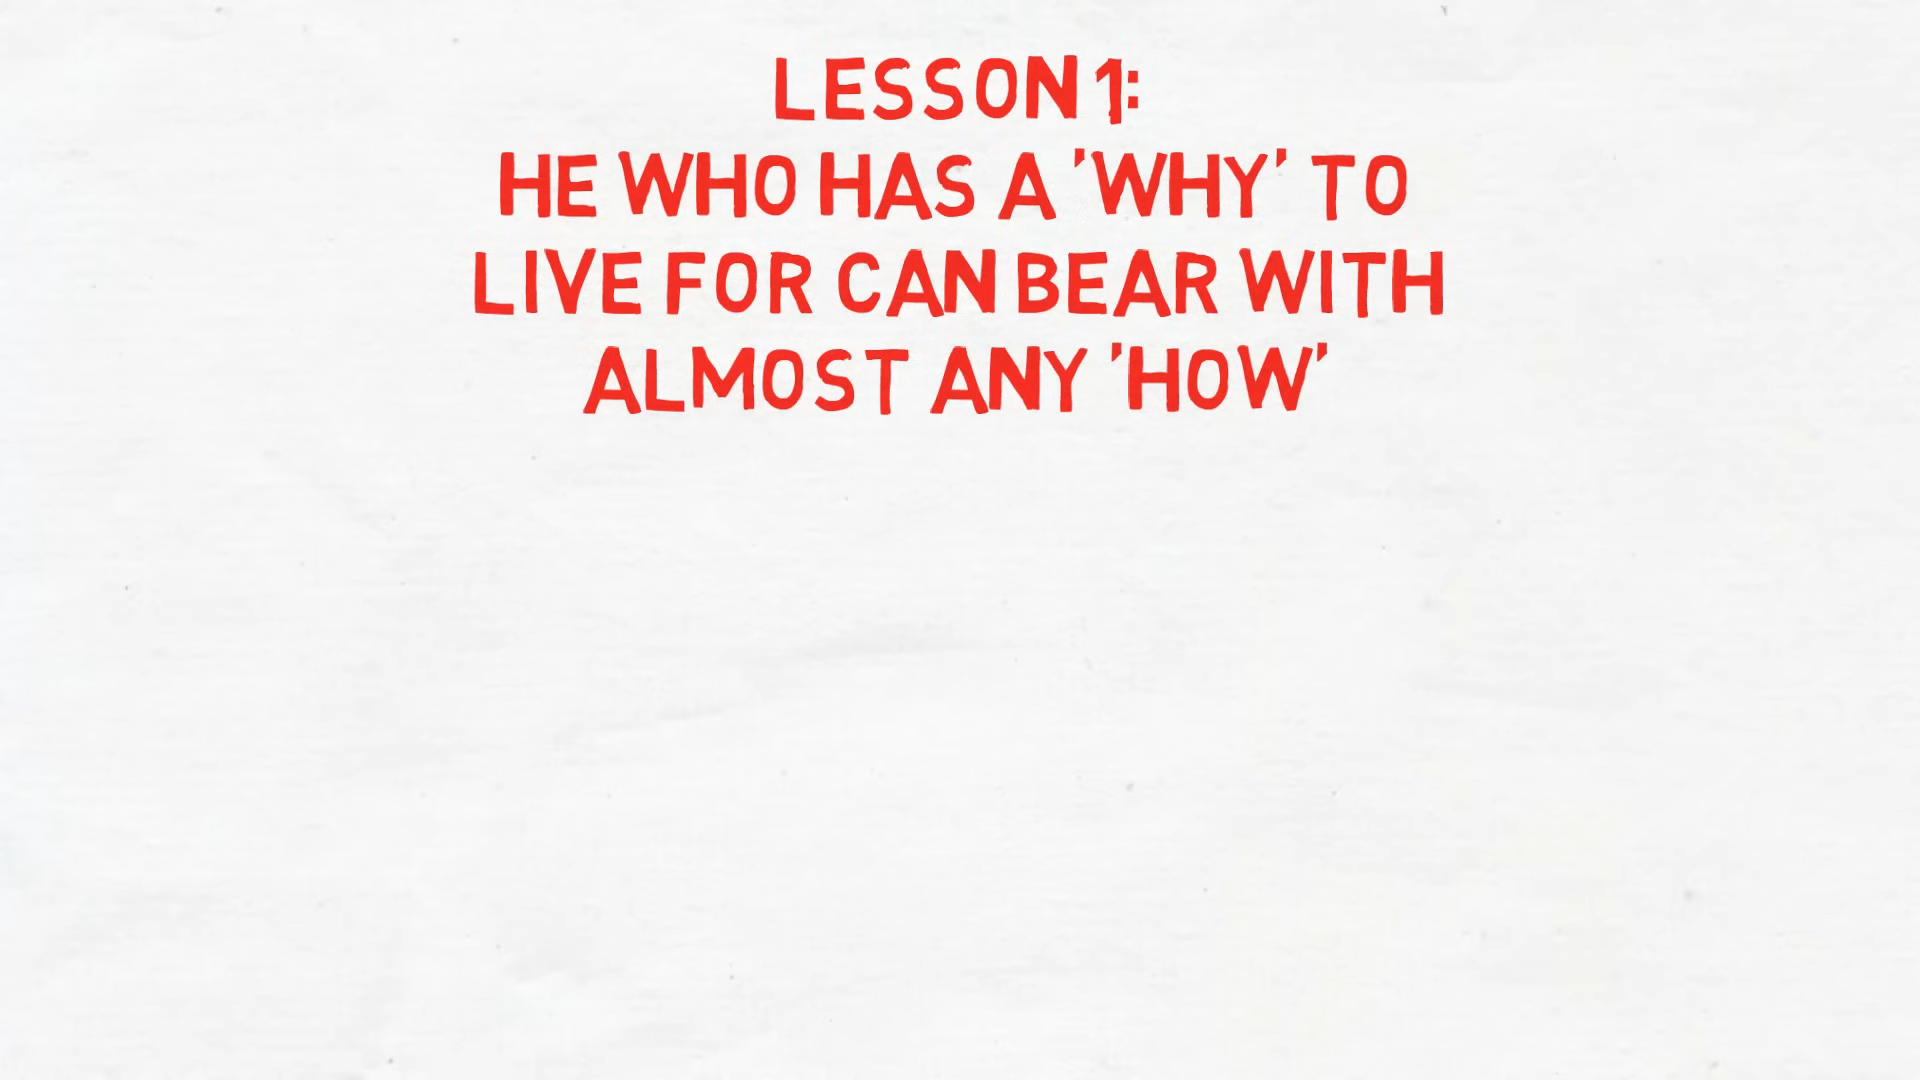 LESSON 1:
HE WHO HAS A 'WHY' TO
LIVE FOR CAN BEAR WITH
ALMOST ANY 'HOW'